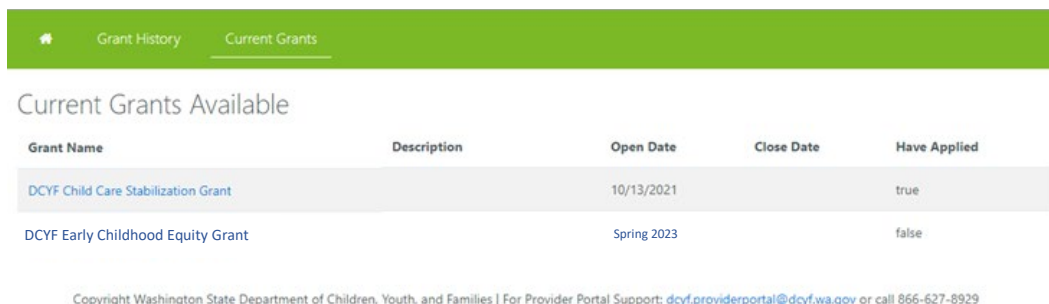 Grant History Current Grants
Current Grants Available
Grant Name Description Open Date Close Date Have Applied
DCYF Child Care Stabilization Grant 10/13/2021 true
DCYF Early Childhood Equity Grant Spring 2023 false
Copyright Washington State Department of Children, Youth, and Families | For Provider Portal Support: dcyf.providerportal@dcyf.wa.gov or call 866-627-8929